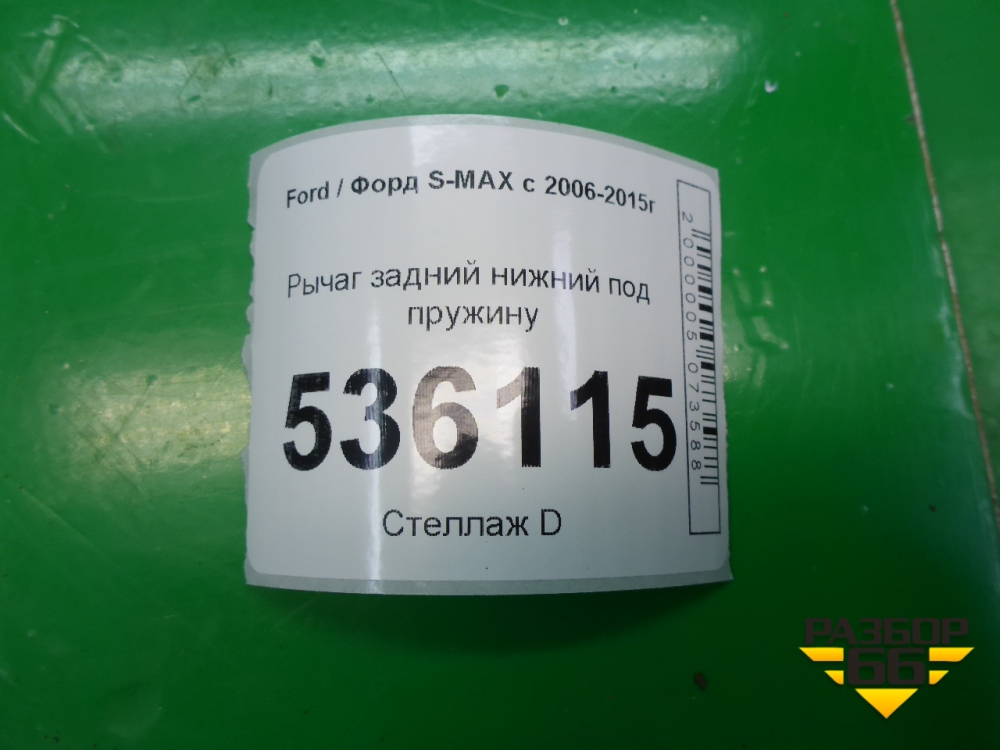 Ford / Форд S-MAX с 2006-2015г
Рычаг задний нижний под
пружину
536115
Стеллаж D
2000005073588
РАЗБОР
66